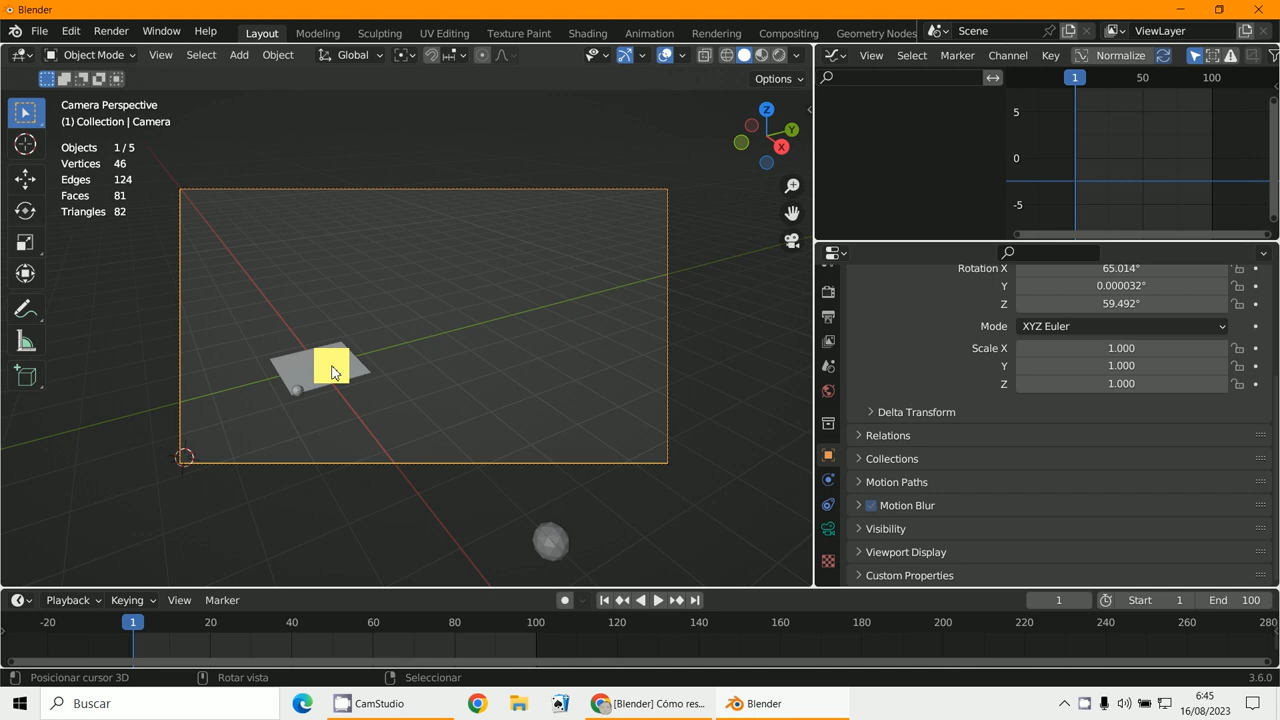 Blender
File Edit Render Window Help
Layout Modeling Sculpting UV Editing Texture Paint Shading Animation Rendering Compositing Geometry Nodes
Scene ViewLayer
Object Mode View Select Add Object Global
View Select Marker Channel Key Normalize
Options
Camera Perspective
(1) Collection | Camera
Objects 1 / 5
Vertices 46
Edges 124
Faces 81
Triangles 82
Z
Y
X
1 50 100
5
0
-5
Rotation X 65.014°
Y 0.000032°
Z 59.492°
Mode XYZ Euler
Scale X 1.000
Y 1.000
Z 1.000
Delta Transform
Relations
Collections
Motion Paths
Motion Blur
Visibility
Viewport Display
Custom Properties
Playback Keying View Marker
1 Start 1 End 100
-20 1 20 40 60 80 100 120 140 160 180 200 220 240 260 280
Posicionar cursor 3D Rotar vista Seleccionar 3.6.0
Buscar
CamStudio
[Blender] Cómo res...
Blender
6:45
16/08/2023